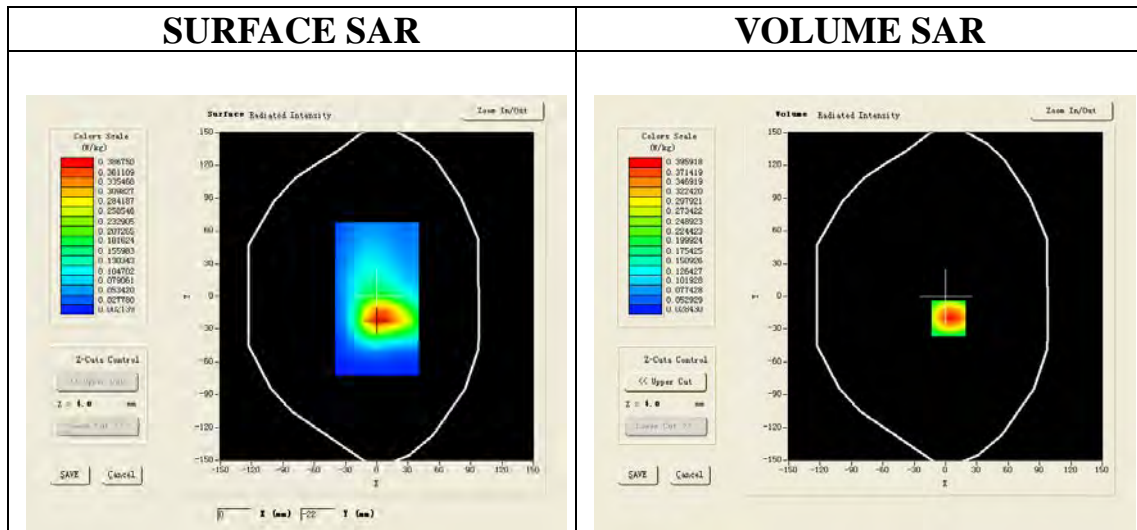 SURFACE SAR
VOLUME SAR
Surface Radiated Intensity
Zoom In/Out
Colors Scale
(W/kg)
0.386750
0.361109
0.335468
0.309827
0.284187
0.258546
0.232905
0.207265
0.181624
0.155983
0.130343
0.104702
0.079061
0.053420
0.027780
0.002139
150
120
90
60
30
0
-30
-60
-90
-120
-150
Y
-150 -120 -90 -60 -30 0 30 60 90 120 150
X
Z-Cuts Control
<< Upper Cut
Z = 4.0 mm
Lower Cut >>
SAVE Cancel
0 X (mm) -22 Y (mm)
Volume Radiated Intensity
Zoom In/Out
Colors Scale
(W/kg)
0.395918
0.371419
0.346919
0.322420
0.297921
0.273422
0.248923
0.224423
0.199924
0.175425
0.150926
0.126427
0.101928
0.077428
0.052929
0.028430
150
120
90
60
30
0
-30
-60
-90
-120
-150
Y
-150 -120 -90 -60 -30 0 30 60 90 120 150
X
Z-Cuts Control
<< Upper Cut
Z = 4.0 mm
Lower Cut >>
SAVE Cancel